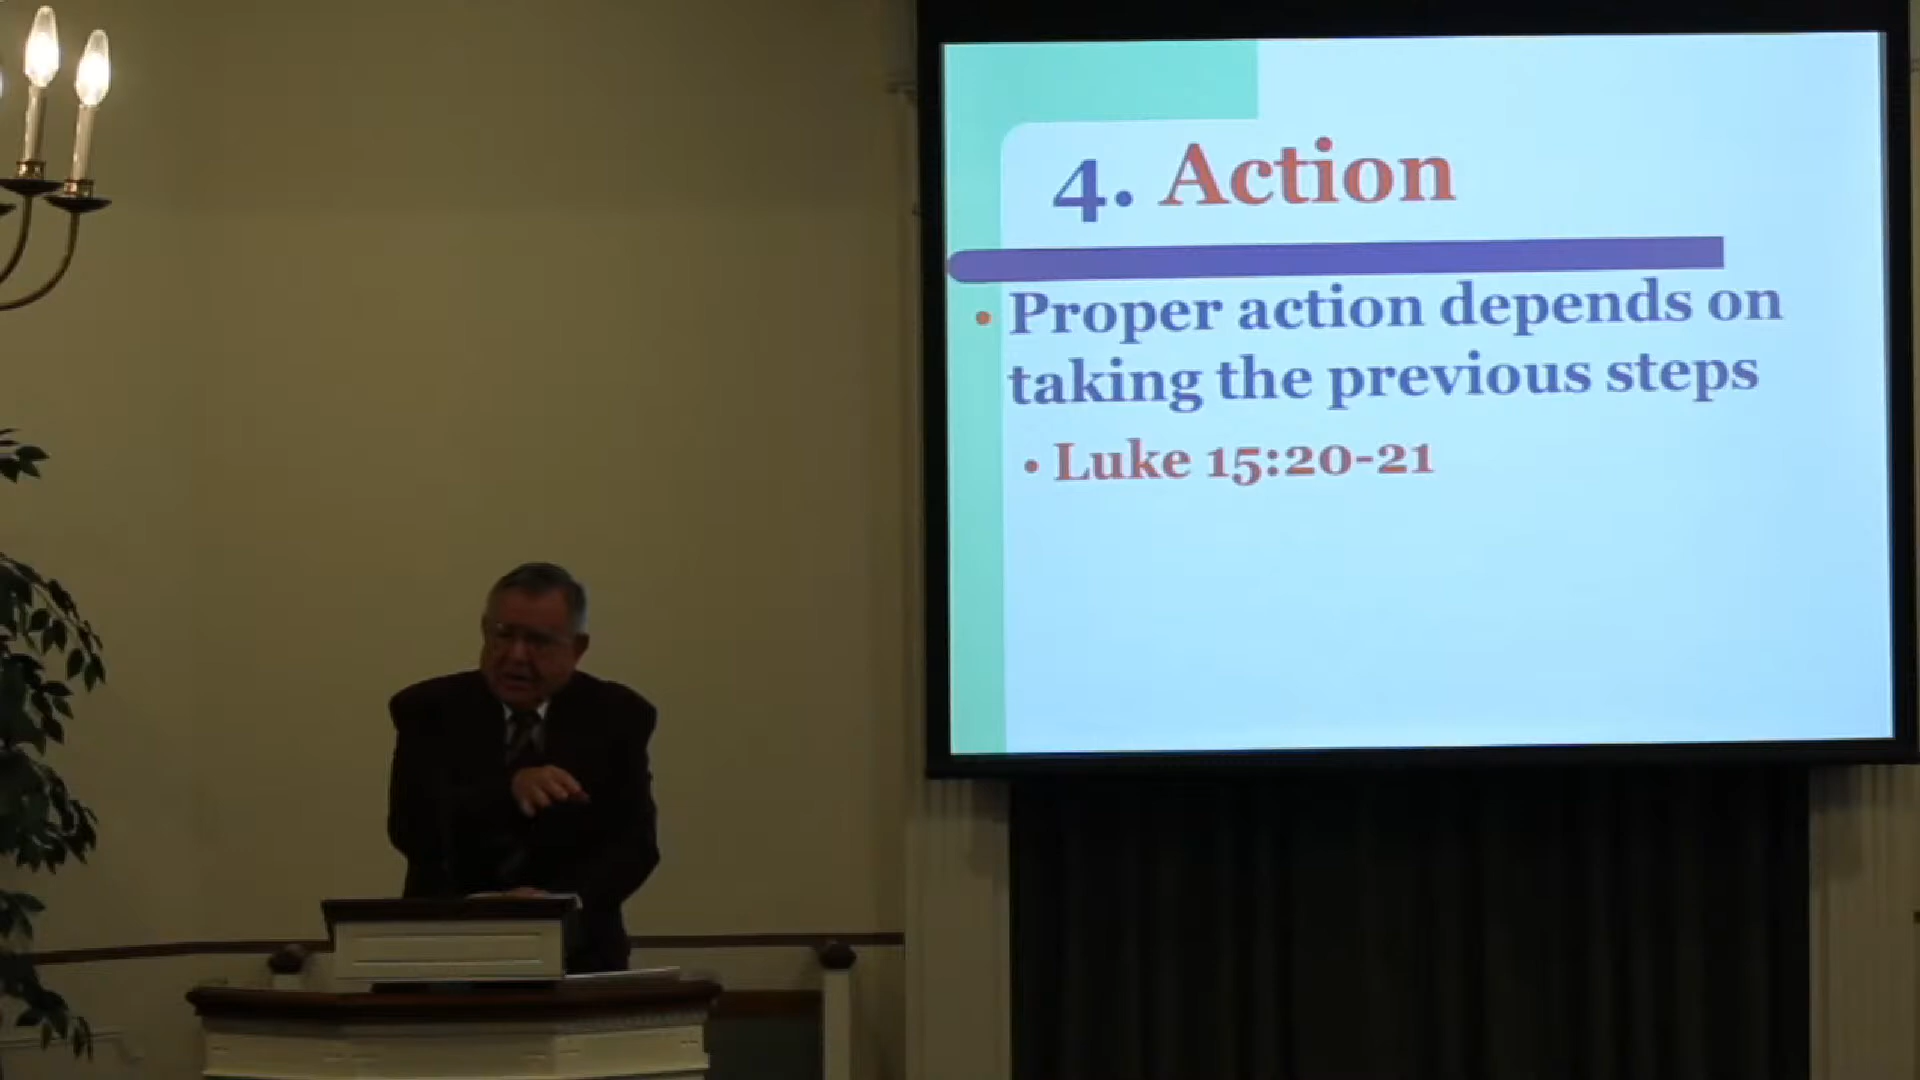 4. Action
• Proper action depends on
taking the previous steps
• Luke 15:20-21